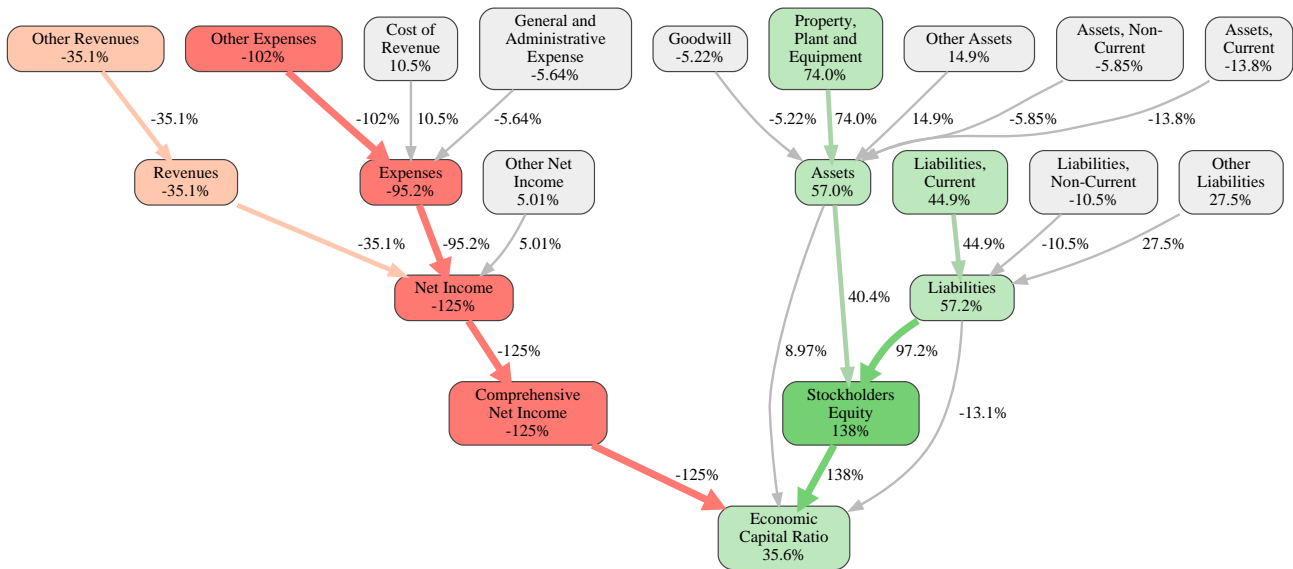 Other Revenues
-35.1%
Other Expenses
-102%
Cost of
Revenue
10.5%
General and
Administrative
Expense
-5.64%
Goodwill
-5.22%
Property,
Plant and
Equipment
74.0%
Other Assets
14.9%
Assets, Non-
Current
-5.85%
Assets,
Current
-13.8%
-35.1%
-102%
10.5%
-5.64%
-5.22%
74.0%
14.9%
-5.85%
-13.8%
Revenues
-35.1%
Expenses
-95.2%
Other Net
Income
5.01%
Assets
57.0%
Liabilities,
Current
44.9%
Liabilities,
Non-Current
-10.5%
Other
Liabilities
27.5%
-35.1%
-95.2%
5.01%
44.9%
-10.5%
27.5%
Net Income
-125%
40.4%
Liabilities
57.2%
-125%
8.97%
97.2%
Comprehensive
Net Income
-125%
Stockholders
Equity
138%
-13.1%
-125%
138%
Economic
Capital Ratio
35.6%